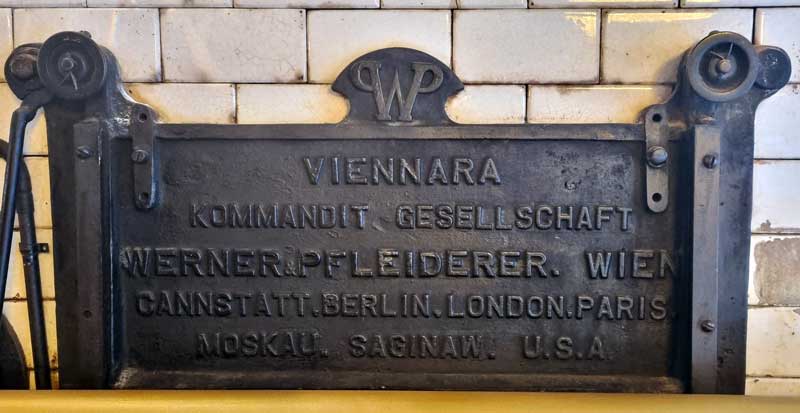 WP
VIENNARA
KOMMANDIT. GESELLSCHAFT
WERNER & PFLEIDERER. WIEN
CANNSTATT. BERLIN. LONDON. PARIS.
MOSKAU. SAGINAW. U.S.A.